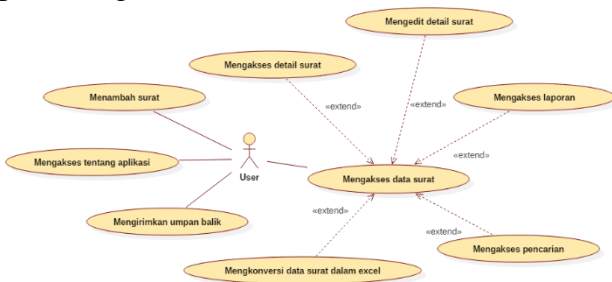 Mengedit detail surat
Mengakses detail surat
«extend»
«extend»
Menambah surat
Mengakses laporan
«extend»
Mengakses tentang aplikasi
User
Mengakses data surat
Mengirimkan umpan balik
«extend»
«extend»
Mengakses pencarian
Mengkonversi data surat dalam excel